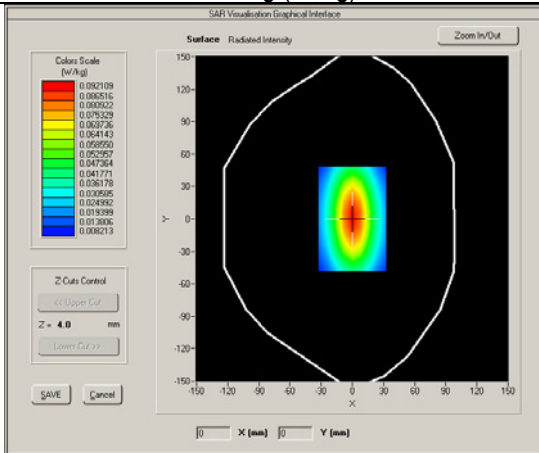 SAR Visualisation Graphical Interface
Surface Radiated Intensity
Zoom In/Out
Colors Scale
(W/kg)
0.092109
0.086516
0.080922
0.075329
0.069736
0.064143
0.058550
0.052957
0.047364
0.041771
0.036178
0.030585
0.024992
0.019399
0.013806
0.008213
150
120
90
60
30
0
-30
-60
-90
-120
-150
Y
-150 -120 -90 -60 -30 0 30 60 90 120 150
X
Z Cuts Control
<< Upper Cut
Z = 4.0 mm
Lower Cut >>
SAVE Cancel
0 X (mm) 0 Y (mm)